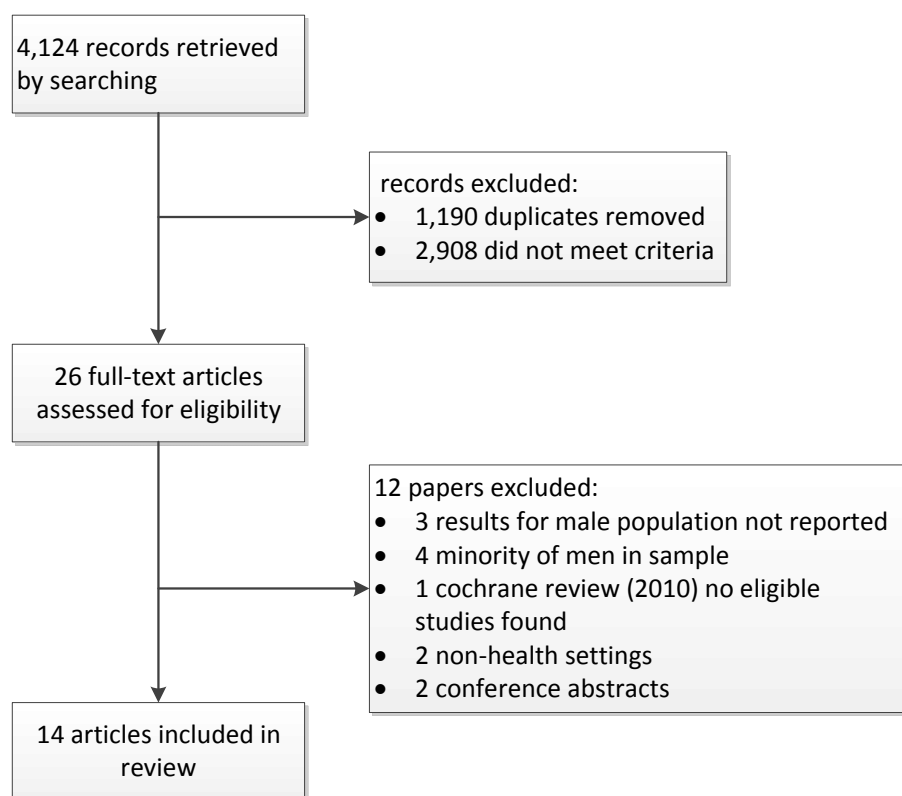 4,124 records retrieved
by searching
records excluded:
• 1,190 duplicates removed
• 2,908 did not meet criteria
26 full-text articles
assessed for eligibility
12 papers excluded:
• 3 results for male population not reported
• 4 minority of men in sample
• 1 cochrane review (2010) no eligible
studies found
• 2 non-health settings
• 2 conference abstracts
14 articles included in
review